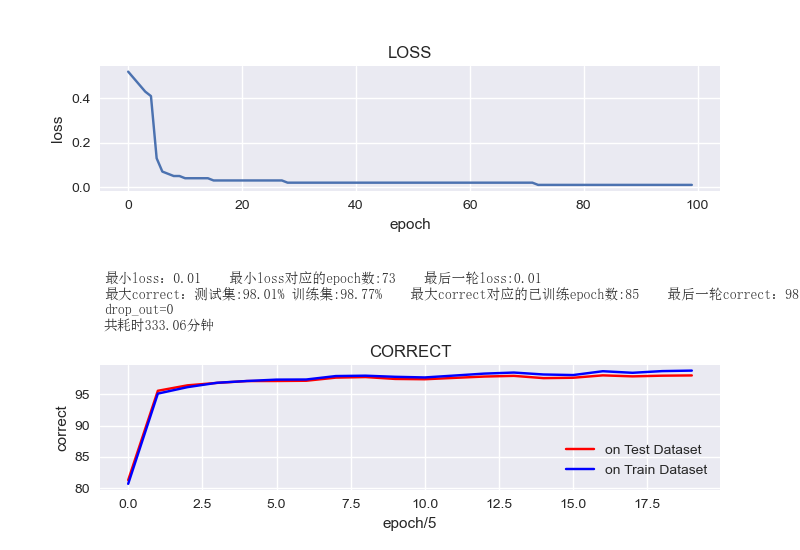 LOSS
0.4
0.2
0.0
loss
0 20 40 60 80 100
epoch
最小loss：0.01 最小loss对应的epoch数:73 最后一轮loss:0.01
最大correct：测试集:98.01% 训练集:98.77% 最大correct对应的已训练epoch数:85 最后一轮correct：98
drop_out=0
共耗时333.06分钟
CORRECT
95
90
85
80
correct
on Test Dataset
on Train Dataset
0.0 2.5 5.0 7.5 10.0 12.5 15.0 17.5
epoch/5